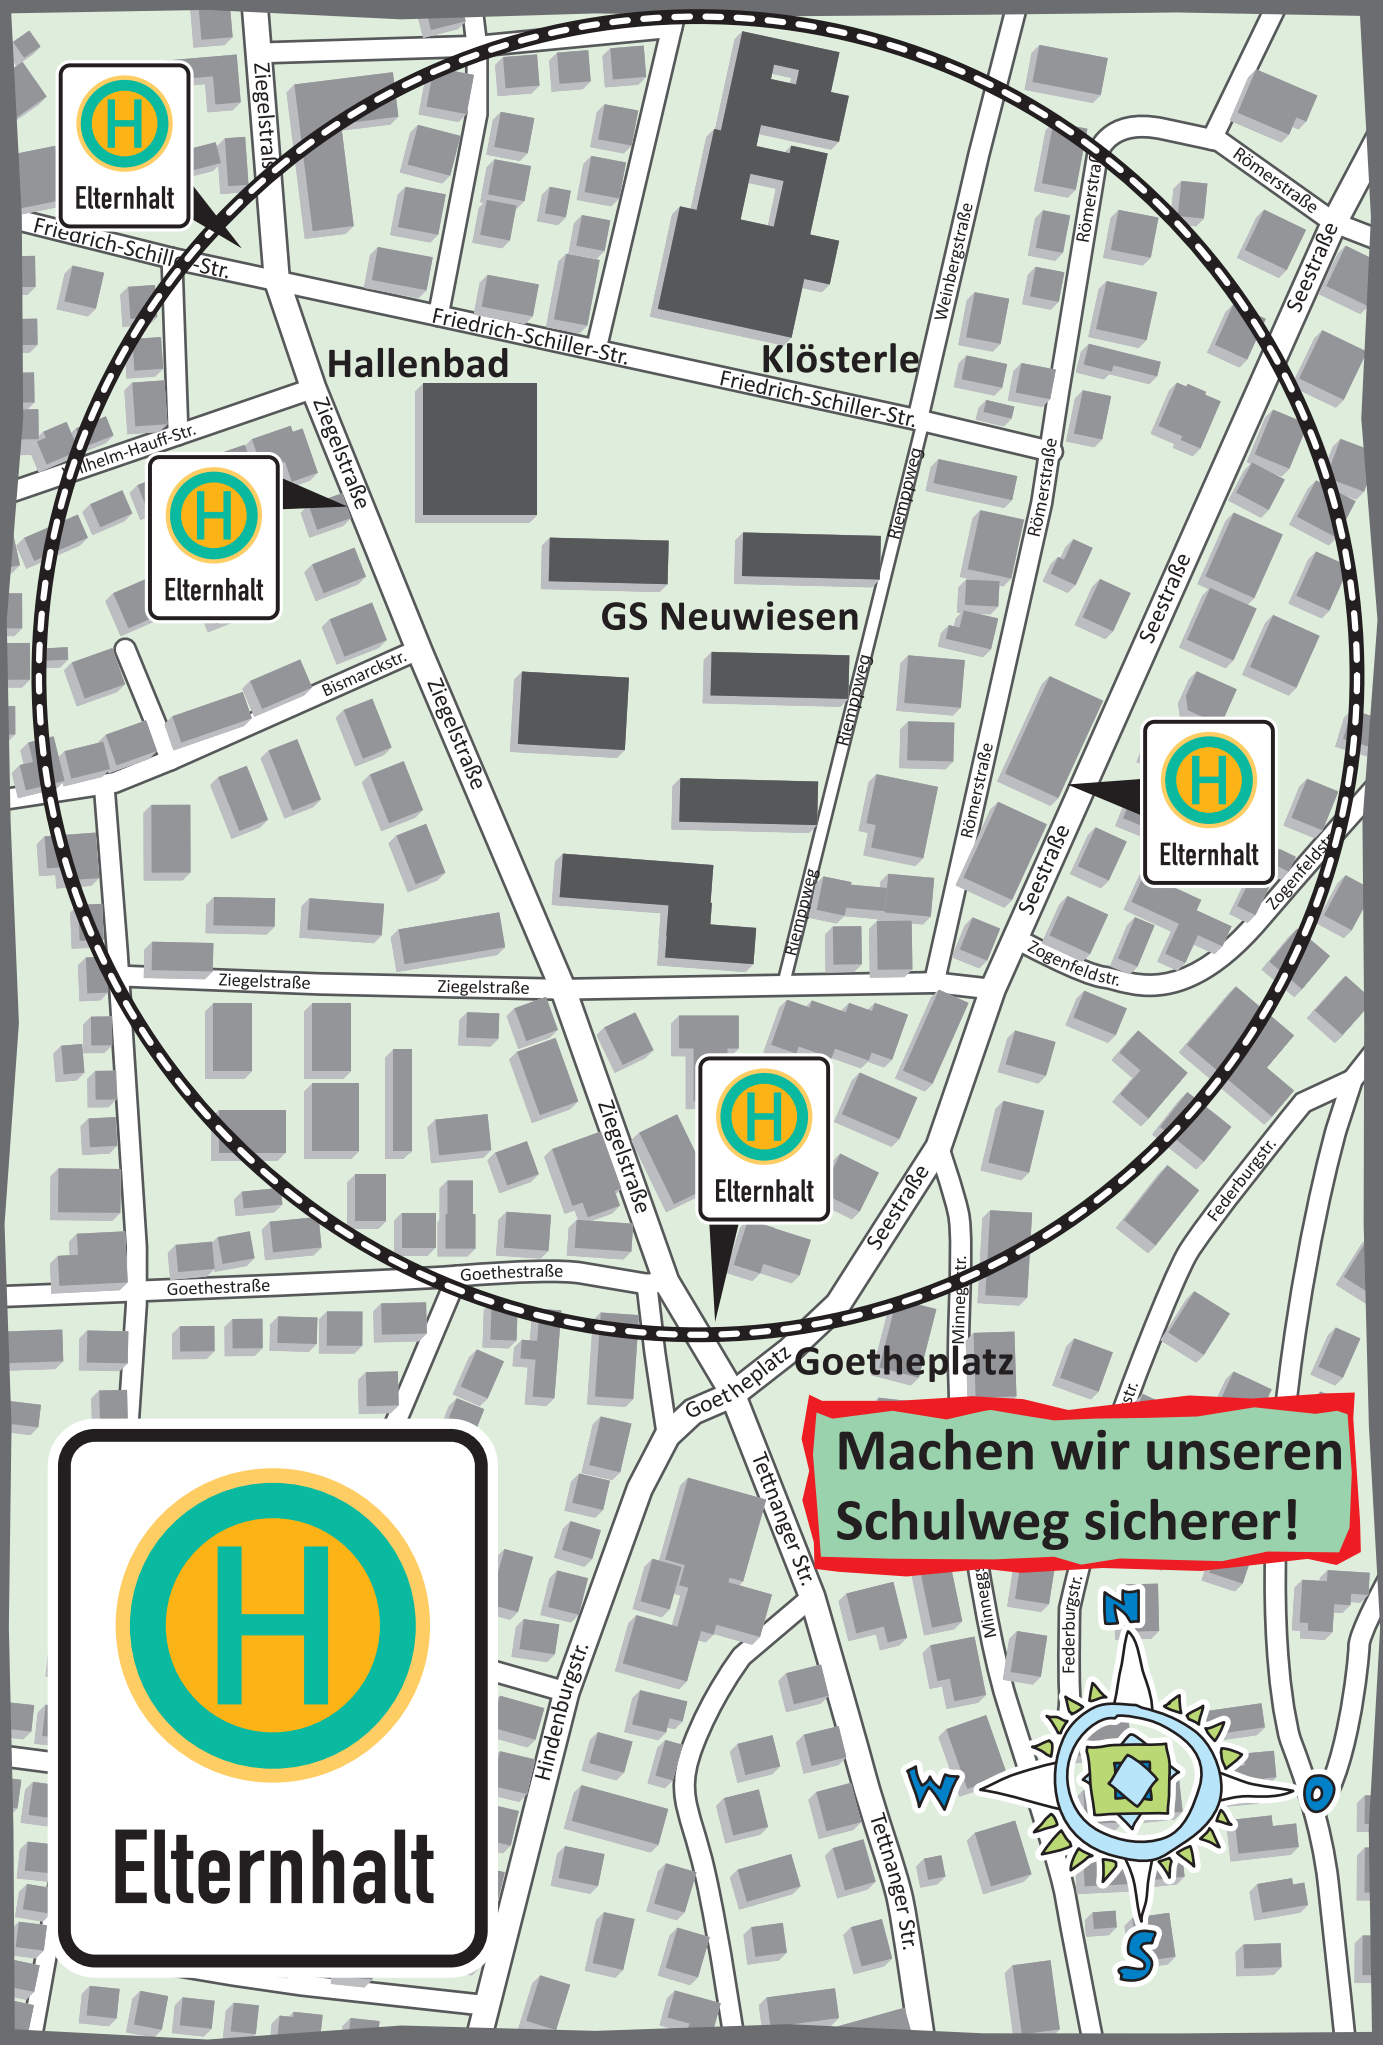 Ziegelstraße
H
Elternhalt
Friedrich-Schiller-Str.
Römerstraße
Römerstraße
Seestraße
Weinbergstraße
Friedrich-Schiller-Str.
Hallenbad
Klösterle
Friedrich-Schiller-Str.
Ziegelstraße
Wilhelm-Hauff-Str.
H
Elternhalt
Riemppweg
Römerstraße
Seestraße
GS Neuwiesen
Bismarckstr.
Ziegelstraße
Riemppweg
Römerstraße
H
Elternhalt
Seestraße
Zogenfeldstr.
Riemppweg
Zogenfeldstr.
Ziegelstraße
Ziegelstraße
Ziegelstraße
H
Elternhalt
Seestraße
Federburgstr.
Goethestraße
Goethestraße
Minneggstr.
Goetheplatz
Goetheplatz
Machen wir unseren
Schulweg sicherer!
Tettnanger Str.
H
Elternhalt
Hindenburgstr.
Federburgstr.
N
W
O
S
Tettnanger Str.